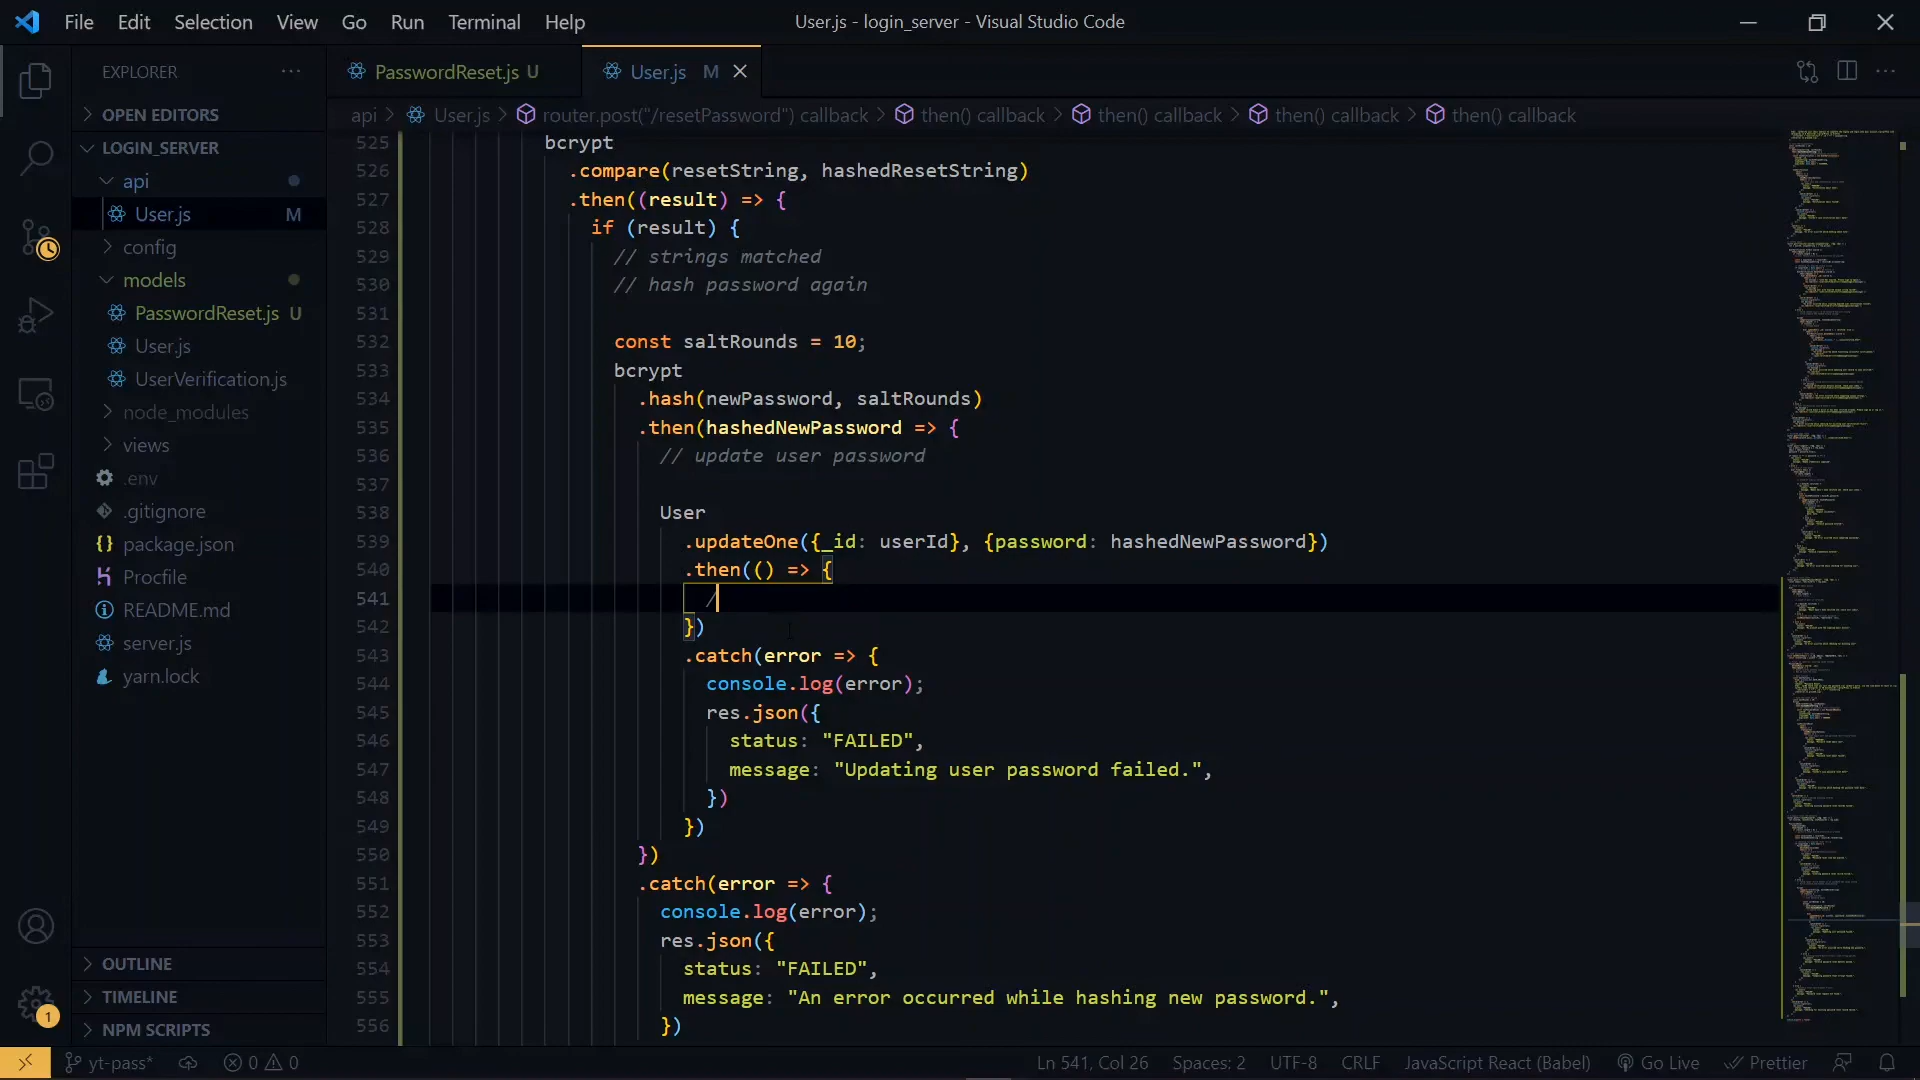 File Edit Selection View Go Run Terminal Help
User.js - login_server - Visual Studio Code
EXPLORER ...
OPEN EDITORS
LOGIN_SERVER
api
User.js M
config
models
PasswordReset.js U
User.js
UserVerification.js
node_modules
views
.env
.gitignore
package.json
Procfile
README.md
server.js
yarn.lock
OUTLINE
TIMELINE
NPM SCRIPTS
1
PasswordReset.js U
User.js M
api > User.js > router.post("/resetPassword") callback > then() callback > then() callback > then() callback > then() callback
525 bcrypt
526 .compare(resetString, hashedResetString)
527 .then((result) => {
528 if (result) {
529 // strings matched
530 // hash password again
531
532 const saltRounds = 10;
533 bcrypt
534 .hash(newPassword, saltRounds)
535 .then(hashedNewPassword => {
536 // update user password
537
538 User
539 .updateOne({_id: userId}, {password: hashedNewPassword})
540 .then(() => {
541 /
542 })
543 .catch(error => {
544 console.log(error);
545 res.json({
546 status: "FAILED",
547 message: "Updating user password failed.",
548 })
549 })
550 })
551 .catch(error => {
552 console.log(error);
553 res.json({
554 status: "FAILED",
555 message: "An error occurred while hashing new password.",
556 })
yt-pass* 0 0
Ln 541, Col 26 Spaces: 2 UTF-8 CRLF JavaScript React (Babel) Go Live Prettier